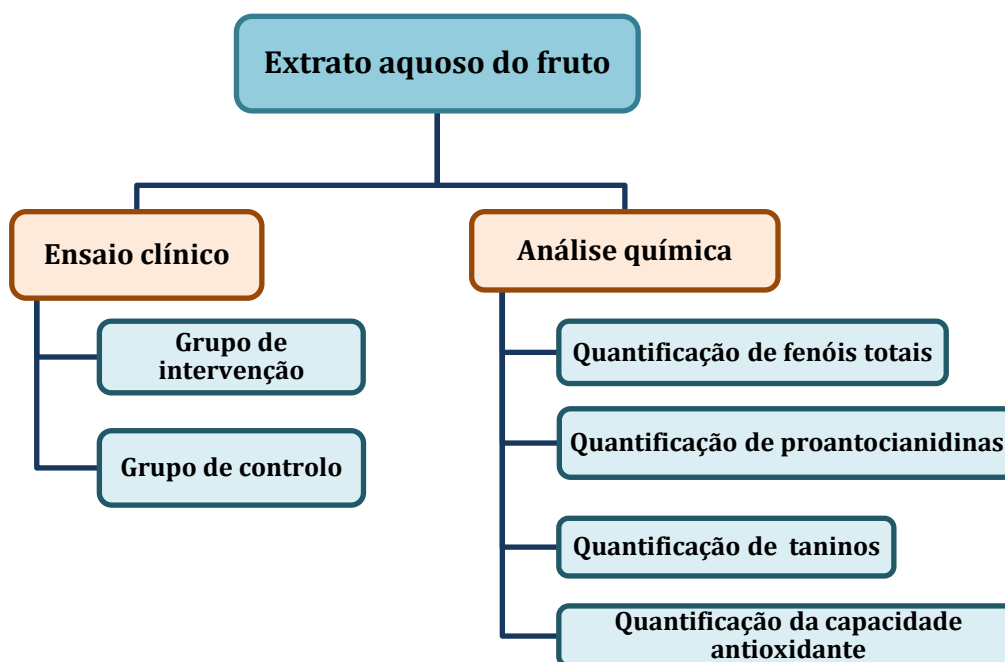 Extrato aquoso do fruto
Ensaio clínico
Grupo de
intervenção
Grupo de controlo
Análise química
Quantificação de fenóis totais
Quantificação de proantocianidinas
Quantificação de taninos
Quantificação da capacidade
antioxidante